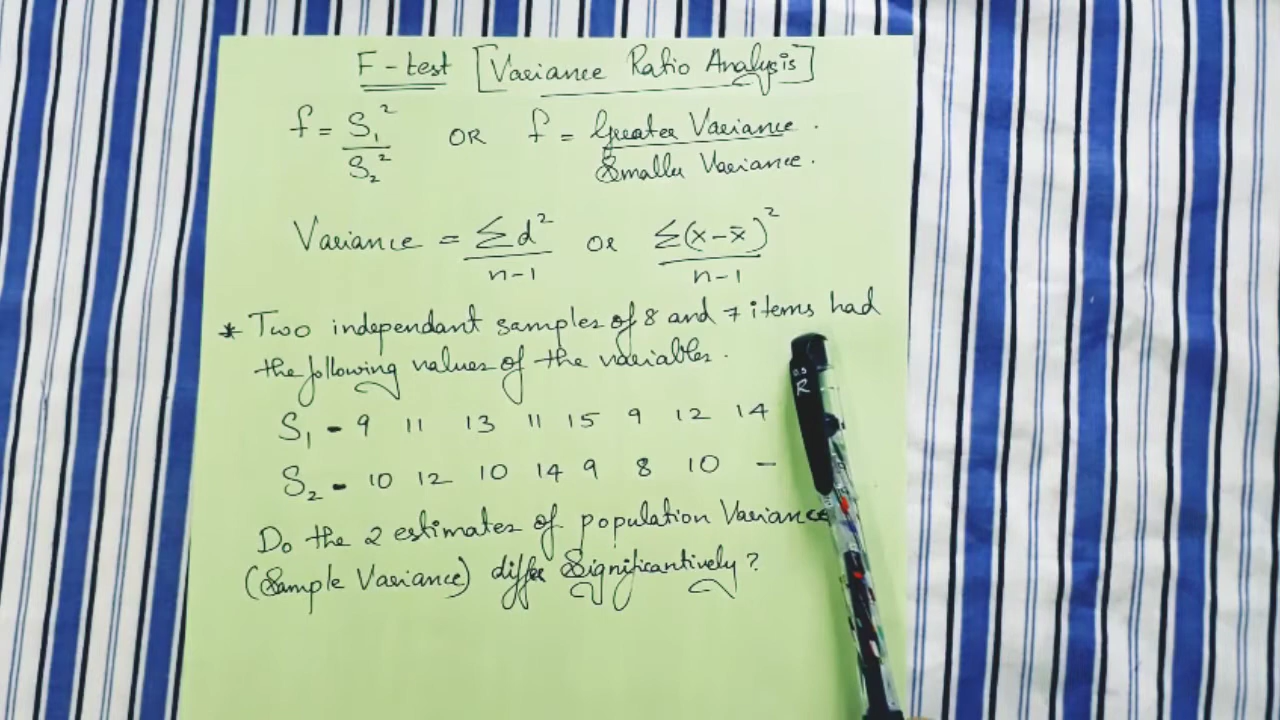 F - test [Variance Ratio Analysis]
f = S₁² / S₂² OR f = Greater Variance. / Smaller Variance.
Variance = ∑d² / n-1 or ∑(x-x̄)² / n-1
* Two independant samples of 8 and 7 items had
the following values of the variables.
S₁ - 9 11 13 11 15 9 12 14
S₂ - 10 12 10 14 9 8 10 -
Do the 2 estimates of population Variance
(Sample Variance) differ Significantively?
0.5
R